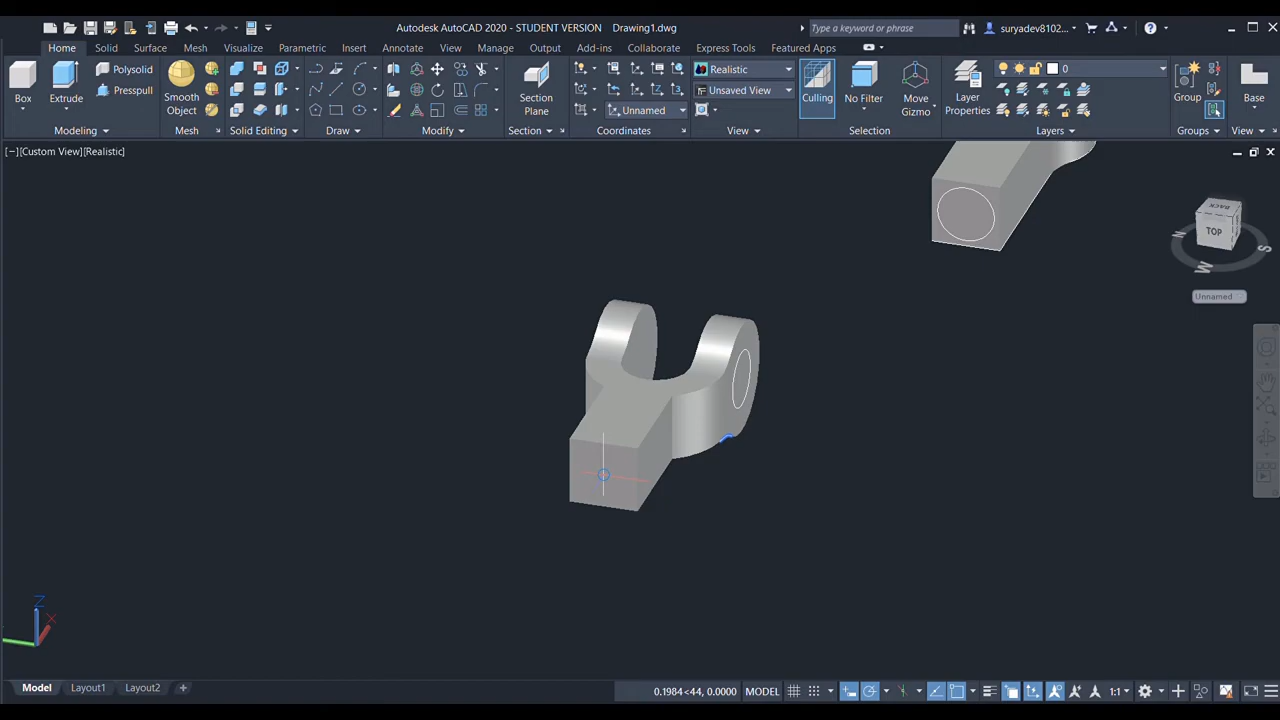 Autodesk AutoCAD 2020 - STUDENT VERSION Drawing1.dwg
Type a keyword or phrase
suryadev8102...
Home Solid Surface Mesh Visualize Parametric Insert Annotate View Manage Output Add-ins Collaborate Express Tools Featured Apps
Box
Extrude
Polysolid
Presspull
Smooth Object
Section Plane
Unnamed
Realistic
Unsaved View
Culling
No Filter
Move Gizmo
Layer Properties
0
Group
Base
Modeling Mesh Solid Editing Draw Modify Section Coordinates View Selection Layers Groups View
[−][Custom View][Realistic]
BACK
TOP
N
S
W
Unnamed
Z
X
Model Layout1 Layout2
0.1984<44, 0.0000 MODEL 1:1